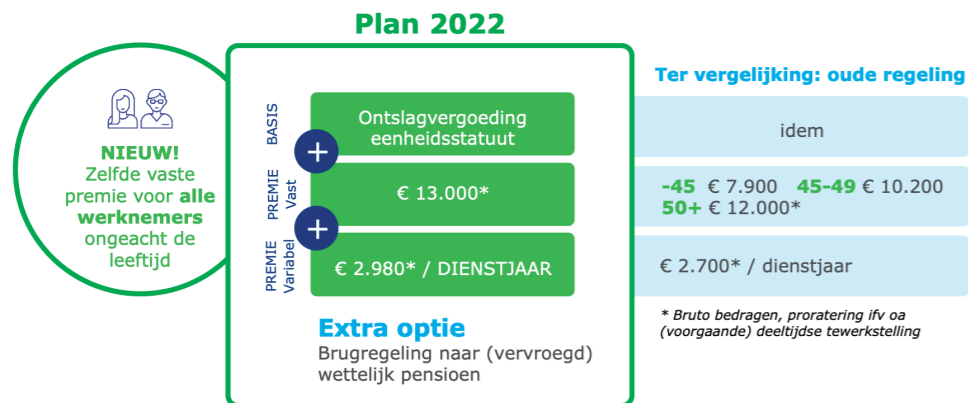 Plan 2022
NIEUW!
Zelfde vaste
premie voor alle
werknemers
ongeacht de
leeftijd
BASIS
Ontslagvergoeding
eenheidsstatuut
+
PREMIE
Vast
€ 13.000*
+
PREMIE
Variabel
€ 2.980* / DIENSTJAAR
Extra optie
Brugregeling naar (vervroegd)
wettelijk pensioen
Ter vergelijking: oude regeling
idem
-45 € 7.900 45-49 € 10.200
50+ € 12.000*
€ 2.700* / dienstjaar
* Bruto bedragen, proratering ifv oa
(voorgaande) deeltijdse tewerkstelling